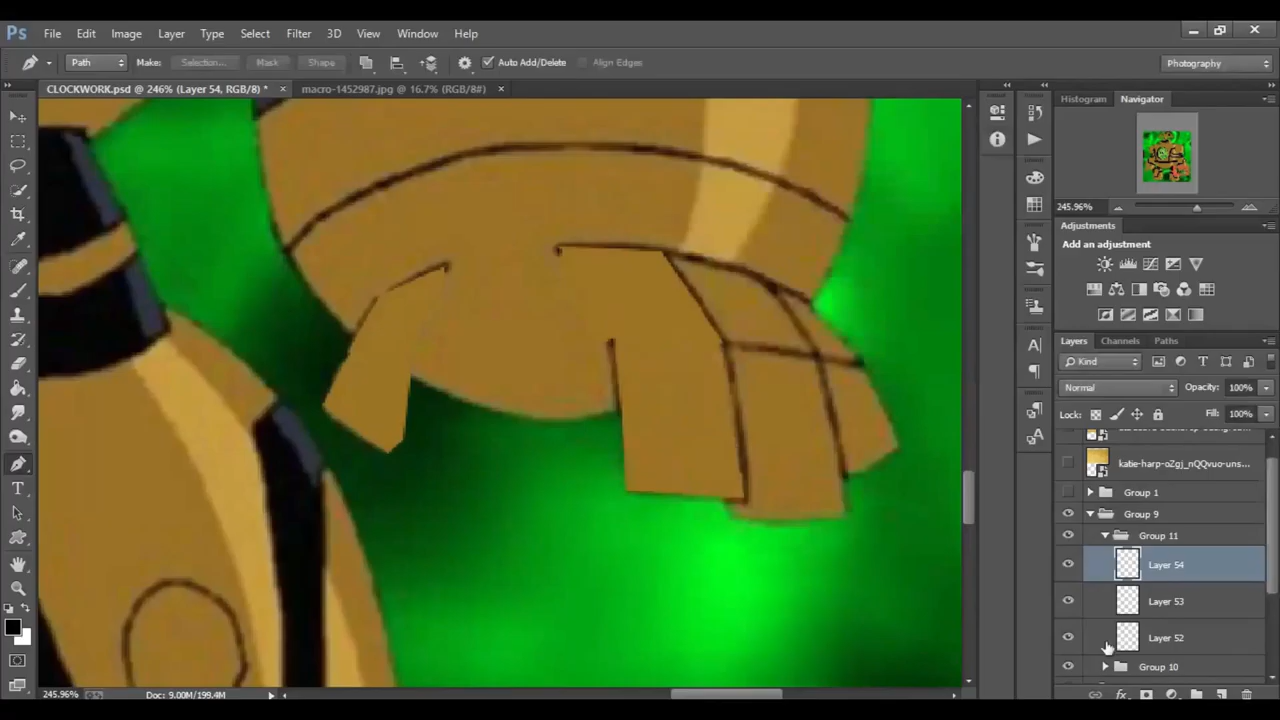 Ps File Edit Image Layer Type Select Filter 3D View Window Help
Path Make: Selection... Mask Shape Auto Add/Delete Align Edges Photography
CLOCKWORK.psd @ 246% (Layer 54, RGB/8) * macro-1452987.jpg @ 16.7% (RGB/8#)
Histogram Navigator
245.96%
Adjustments
Add an adjustment
Layers Channels Paths
Kind
Normal Opacity: 100%
Lock: Fill: 100%
katie-harp-oZgj_nQQvuo-uns...
Group 1
Group 9
Group 11
Layer 54
Layer 53
Layer 52
Group 10
245.96% Doc: 9.00M/199.4M